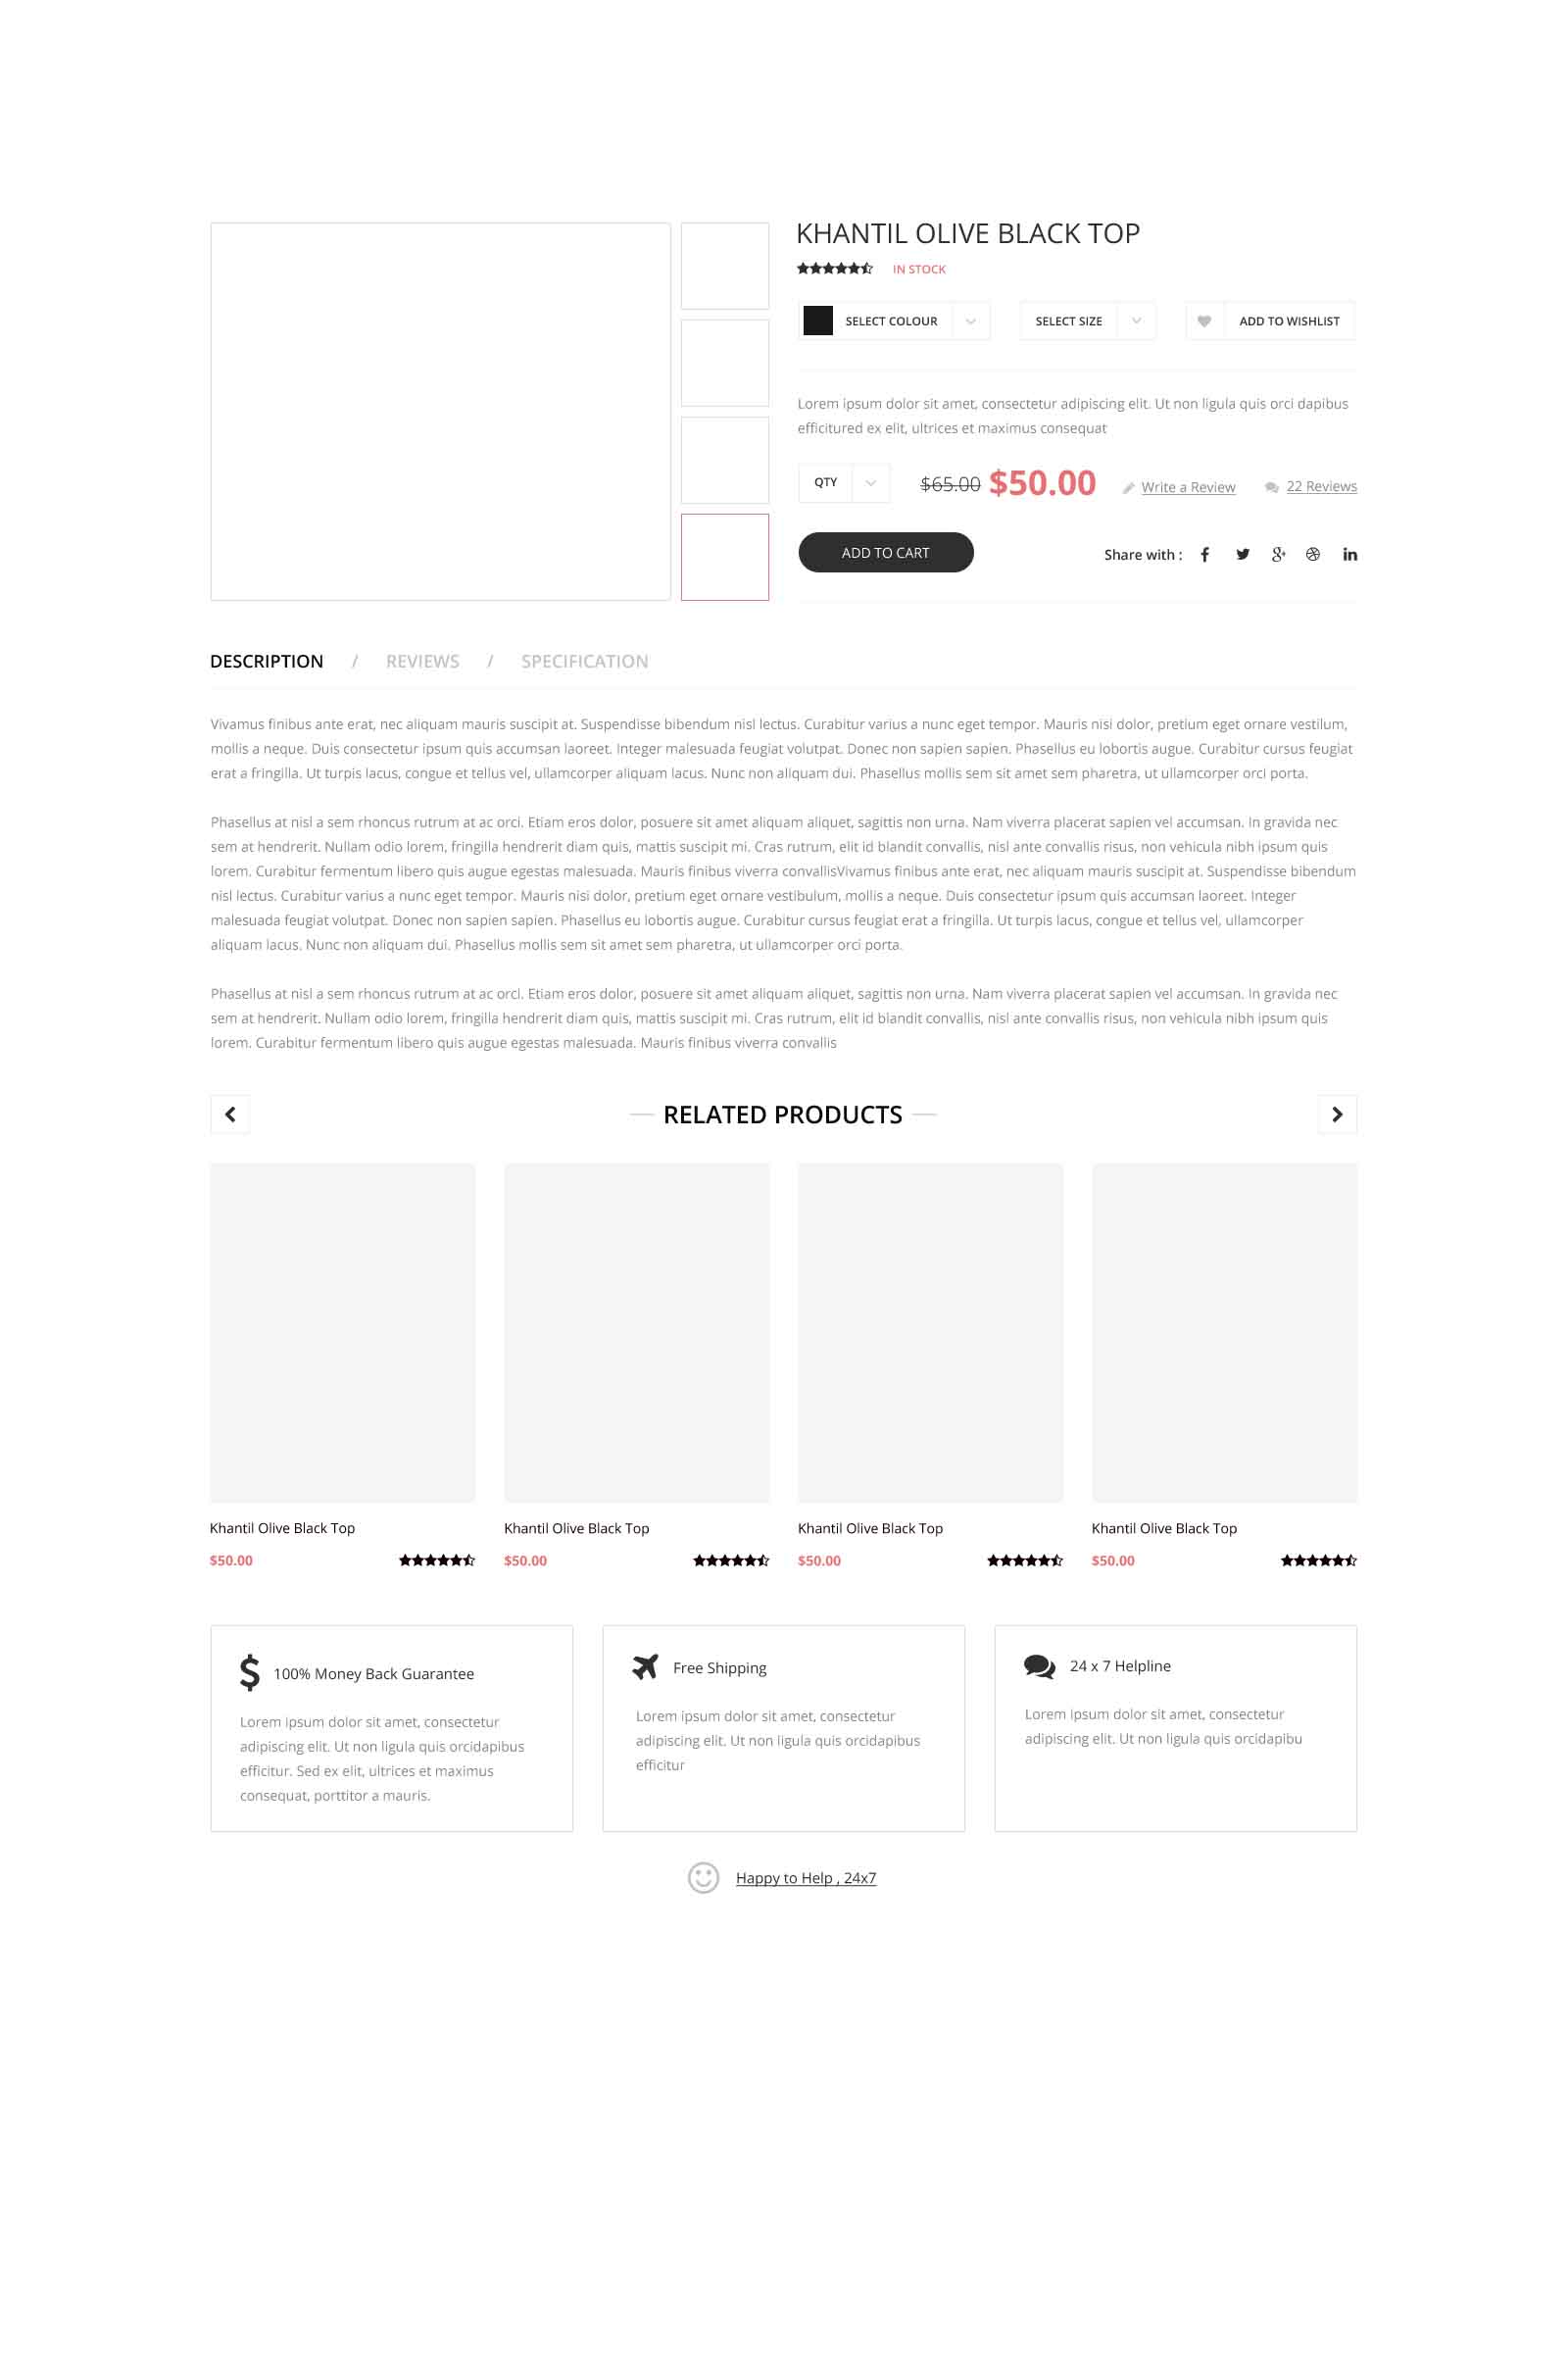 KHANTIL OLIVE BLACK TOP
IN STOCK
SELECT COLOUR
SELECT SIZE
ADD TO WISHLIST
Lorem ipsum dolor sit amet, consectetur adipiscing elit. Ut non ligula quis orci dapibus
efficitured ex elit, ultrices et maximus consequat
QTY
$65.00 $50.00
Write a Review
22 Reviews
ADD TO CART
Share with :
DESCRIPTION / REVIEWS / SPECIFICATION
Vivamus finibus ante erat, nec aliquam mauris suscipit at. Suspendisse bibendum nisl lectus. Curabitur varius a nunc eget tempor. Mauris nisi dolor, pretium eget ornare vestilum,
mollis a neque. Duis consectetur ipsum quis accumsan laoreet. Integer malesuada feugiat volutpat. Donec non sapien sapien. Phasellus eu lobortis augue. Curabitur cursus feugiat
erat a fringilla. Ut turpis lacus, congue et tellus vel, ullamcorper aliquam lacus. Nunc non aliquam dui. Phasellus mollis sem sit amet sem pharetra, ut ullamcorper orci porta.
Phasellus at nisl a sem rhoncus rutrum at ac orci. Etiam eros dolor, posuere sit amet aliquam aliquet, sagittis non urna. Nam viverra placerat sapien vel accumsan. In gravida nec
sem at hendrerit. Nullam odio lorem, fringilla hendrerit diam quis, mattis suscipit mi. Cras rutrum, elit id blandit convallis, nisl ante convallis risus, non vehicula nibh ipsum quis
lorem. Curabitur fermentum libero quis augue egestas malesuada. Mauris finibus viverra convallisVivamus finibus ante erat, nec aliquam mauris suscipit at. Suspendisse bibendum
nisl lectus. Curabitur varius a nunc eget tempor. Mauris nisi dolor, pretium eget ornare vestibulum, mollis a neque. Duis consectetur ipsum quis accumsan laoreet. Integer
malesuada feugiat volutpat. Donec non sapien sapien. Phasellus eu lobortis augue. Curabitur cursus feugiat erat a fringilla. Ut turpis lacus, congue et tellus vel, ullamcorper
aliquam lacus. Nunc non aliquam dui. Phasellus mollis sem sit amet sem pharetra, ut ullamcorper orci porta.
Phasellus at nisl a sem rhoncus rutrum at ac orci. Etiam eros dolor, posuere sit amet aliquam aliquet, sagittis non urna. Nam viverra placerat sapien vel accumsan. In gravida nec
sem at hendrerit. Nullam odio lorem, fringilla hendrerit diam quis, mattis suscipit mi. Cras rutrum, elit id blandit convallis, nisl ante convallis risus, non vehicula nibh ipsum quis
lorem. Curabitur fermentum libero quis augue egestas malesuada. Mauris finibus viverra convallis
RELATED PRODUCTS
Khantil Olive Black Top
$50.00
Khantil Olive Black Top
$50.00
Khantil Olive Black Top
$50.00
Khantil Olive Black Top
$50.00
100% Money Back Guarantee
Lorem ipsum dolor sit amet, consectetur
adipiscing elit. Ut non ligula quis orcidapibus
efficitur. Sed ex elit, ultrices et maximus
consequat, porttitor a mauris.
Free Shipping
Lorem ipsum dolor sit amet, consectetur
adipiscing elit. Ut non ligula quis orcidapibus
efficitur
24 x 7 Helpline
Lorem ipsum dolor sit amet, consectetur
adipiscing elit. Ut non ligula quis orcidapibu
Happy to Help , 24x7